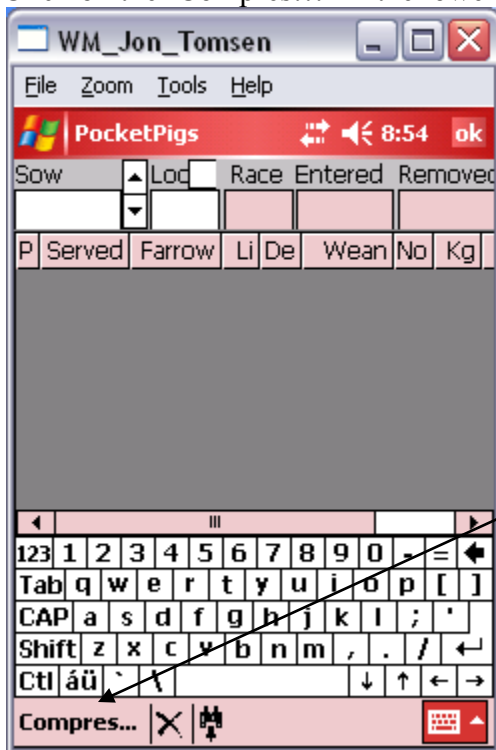 WM_Jon_Tomsen
File Zoom Tools Help
PocketPigs 8:54 ok
Sow Loc Race Entered Removed
P Served Farrow Li De Wean No Kg
123 1 2 3 4 5 6 7 8 9 0 - =
Tab q w e r t y u i o p [ ]
CAP a s d f g h j k l ; '
Shift z x c v b n m , . /
Ctl áü ` \
Compres...